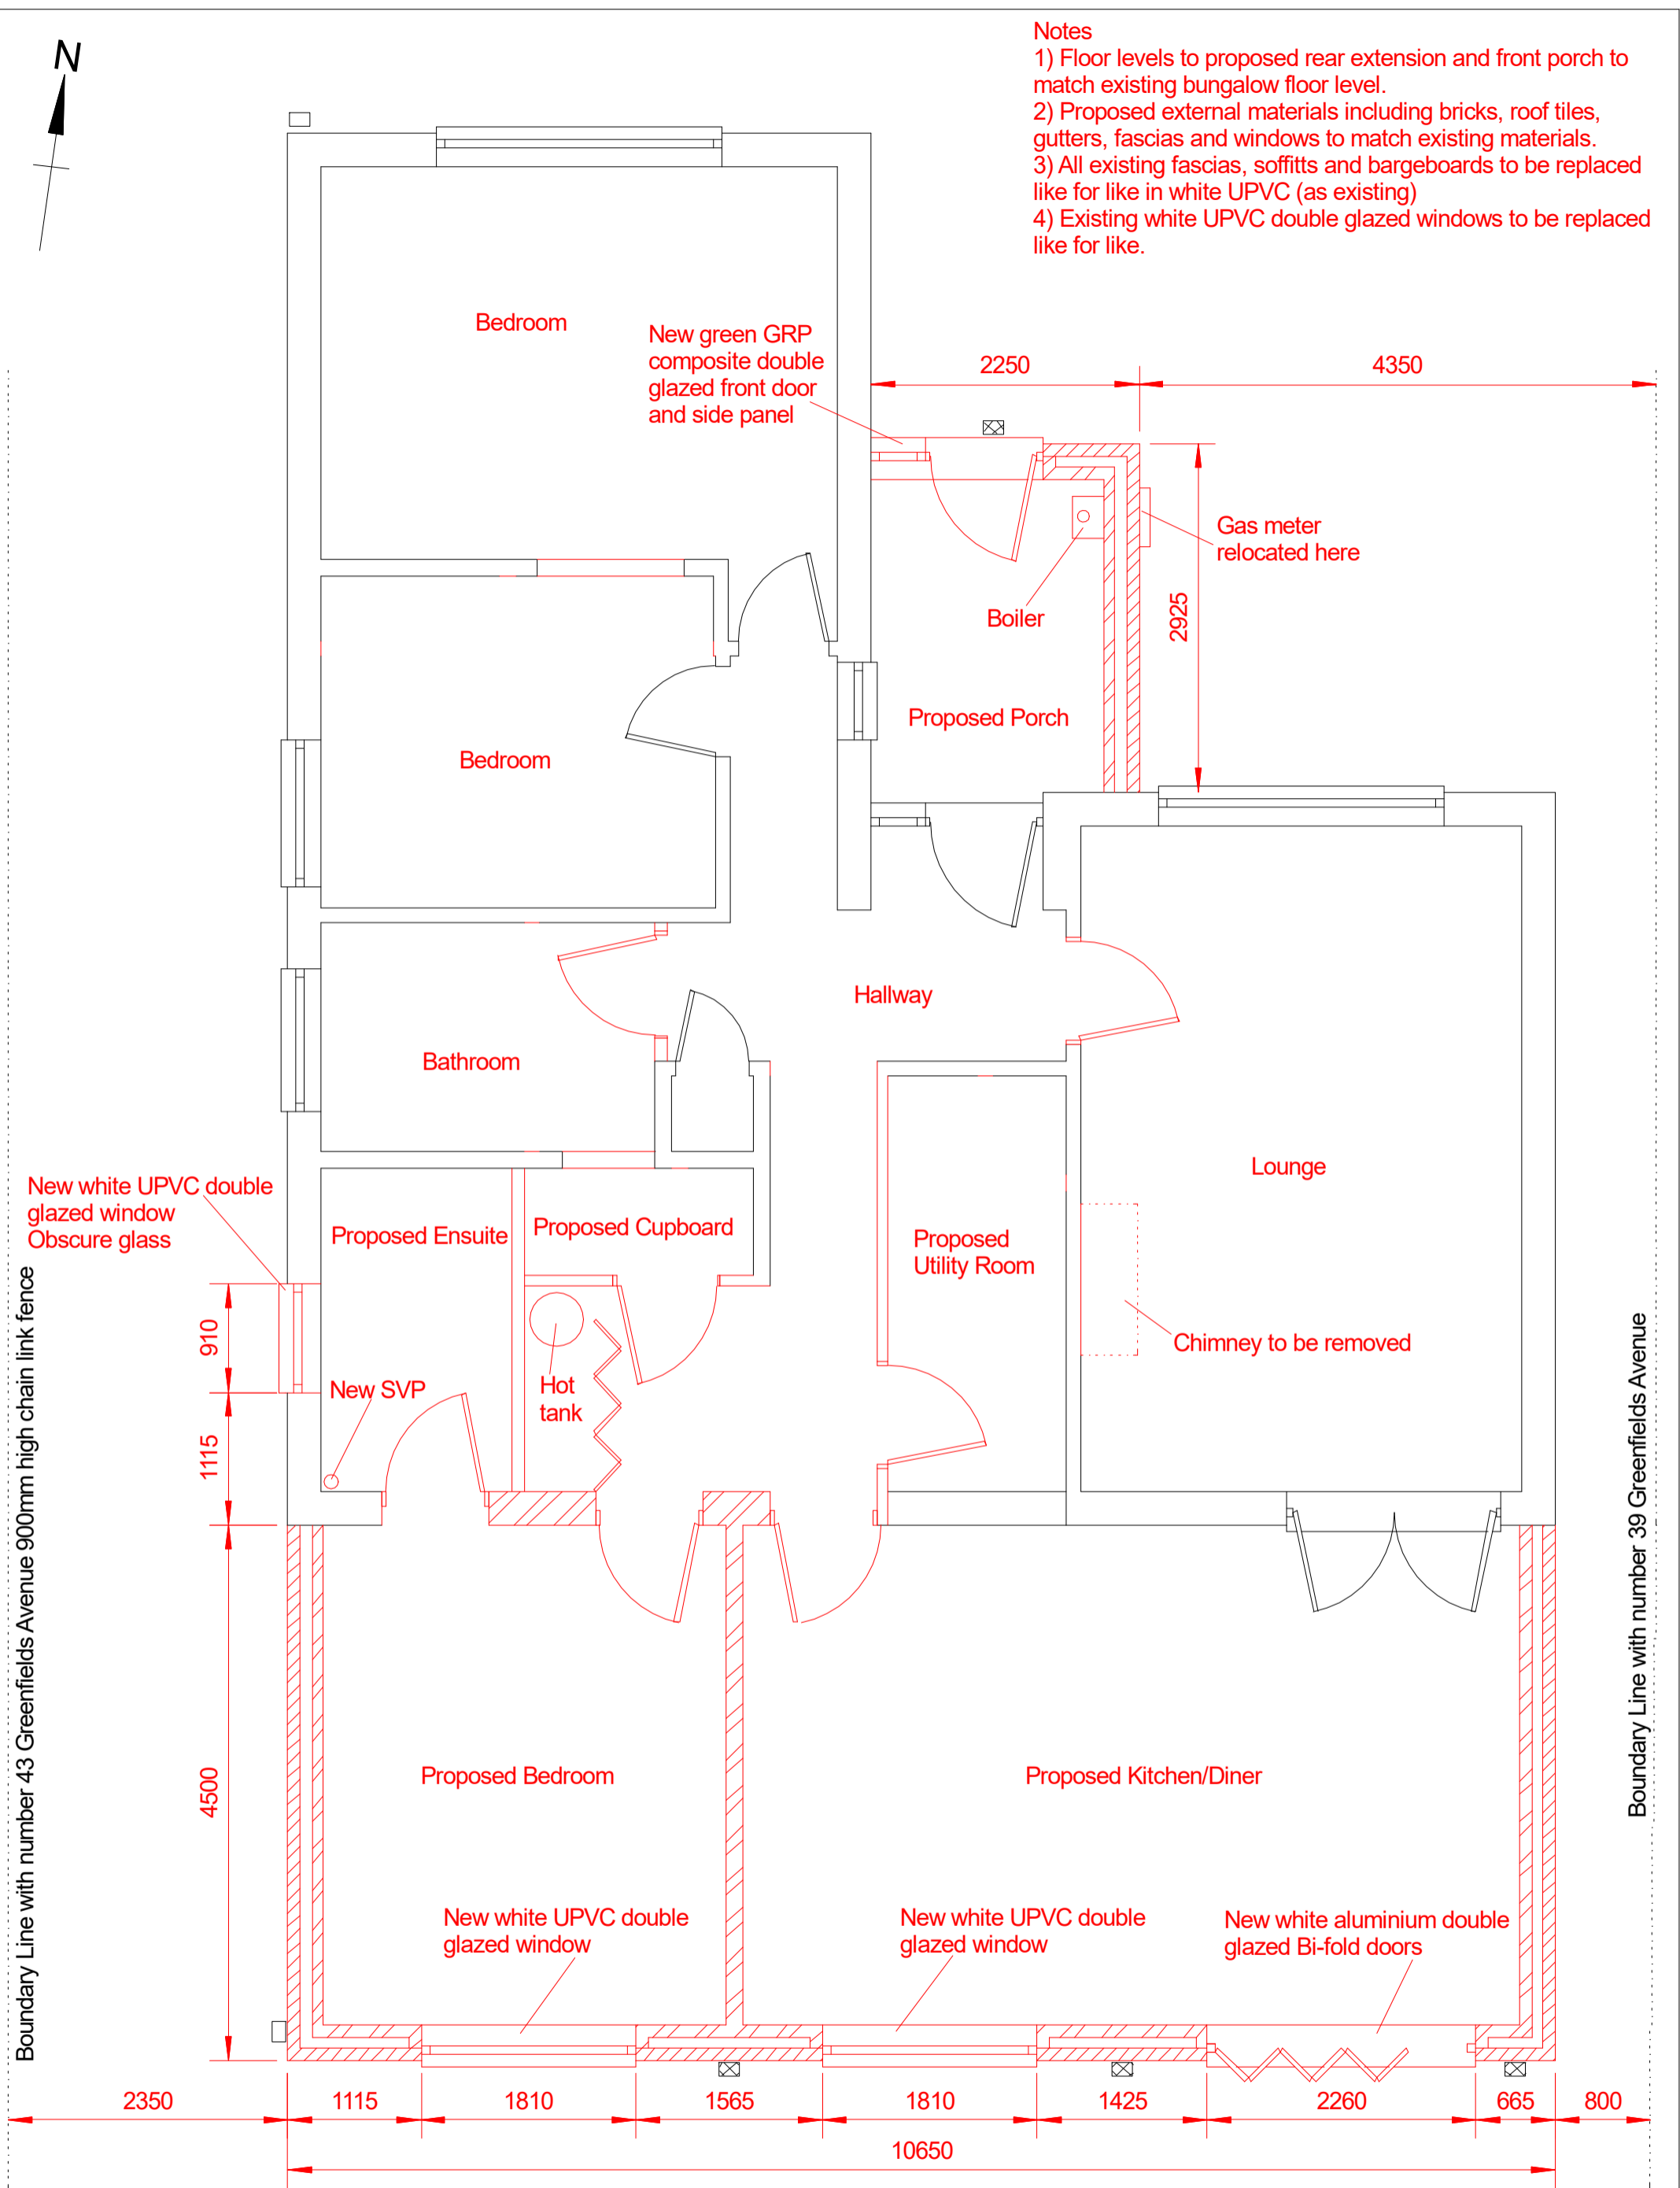 N
Notes
1) Floor levels to proposed rear extension and front porch to
match existing bungalow floor level.
2) Proposed external materials including bricks, roof tiles,
gutters, fascias and windows to match existing materials.
3) All existing fascias, soffitts and bargeboards to be replaced
like for like in white UPVC (as existing)
4) Existing white UPVC double glazed windows to be replaced
like for like.
Bedroom
New green GRP
composite double
glazed front door
and side panel
2250
4350
Gas meter
relocated here
Boiler
2925
Proposed Porch
Bedroom
Hallway
Bathroom
Lounge
New white UPVC double
glazed window
Obscure glass
Proposed Ensuite
Proposed Cupboard
Proposed
Utility Room
Chimney to be removed
910
New SVP
Hot
tank
1115
4500
Boundary Line with number 43 Greenfields Avenue 900mm high chain link fence
Boundary Line with number 39 Greenfields Avenue
Proposed Bedroom
Proposed Kitchen/Diner
New white UPVC double
glazed window
New white UPVC double
glazed window
New white aluminium double
glazed Bi-fold doors
2350
1115
1810
1565
1810
1425
2260
665
800
10650